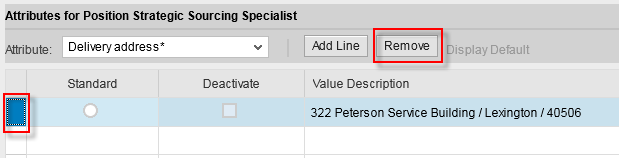 Attributes for Position Strategic Sourcing Specialist
Attribute: Delivery address* Add Line Remove Display Default
Standard Deactivate Value Description
322 Peterson Service Building / Lexington / 40506